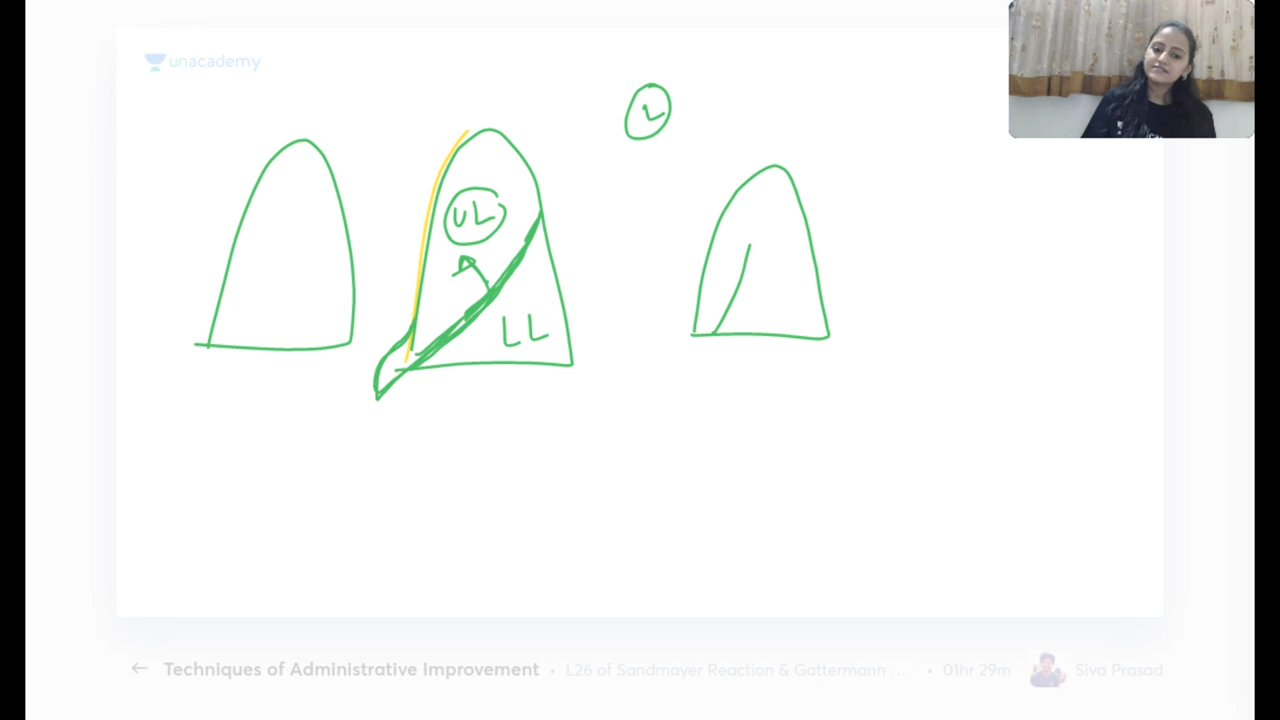 unacademy
L
UL
LL
← Techniques of Administrative Improvement • L26 of Sandmayer Reaction & Gattermann ... • 01hr 29m Siva Prasad